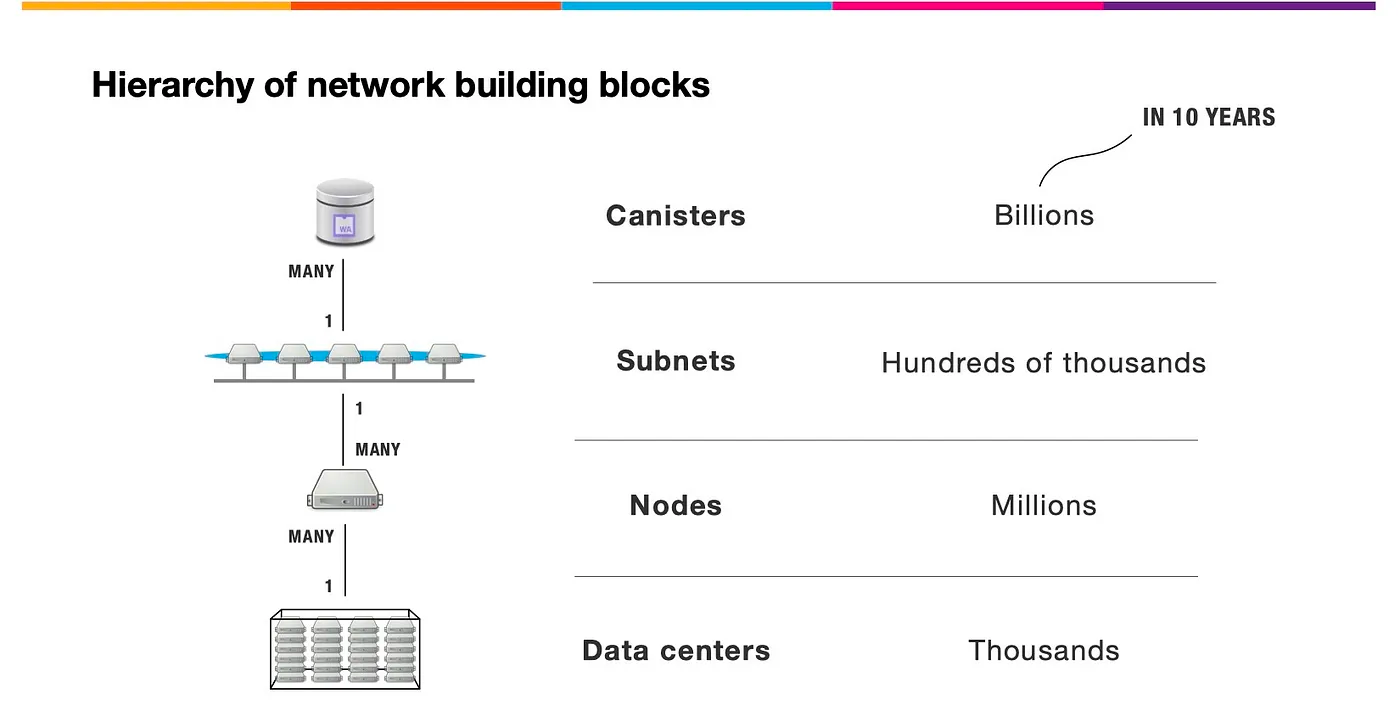 Hierarchy of network building blocks
IN 10 YEARS
WA
Canisters
Billions
MANY
1
Subnets
Hundreds of thousands
1
MANY
Nodes
Millions
MANY
1
Data centers
Thousands